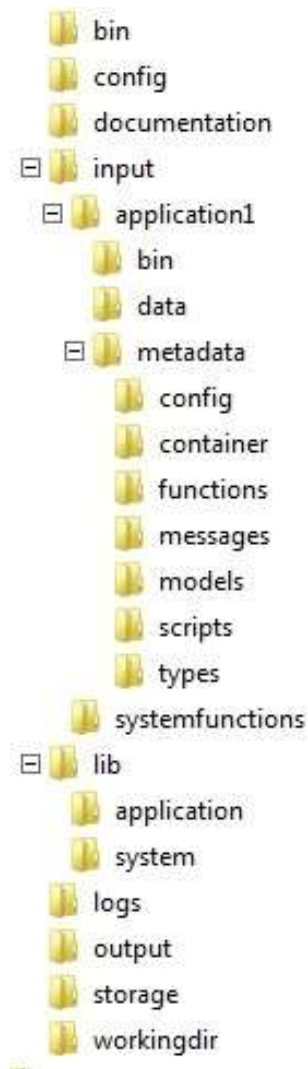 bin
config
documentation
input
application1
bin
data
metadata
config
container
functions
messages
models
scripts
types
systemfunctions
lib
application
system
logs
output
storage
workingdir